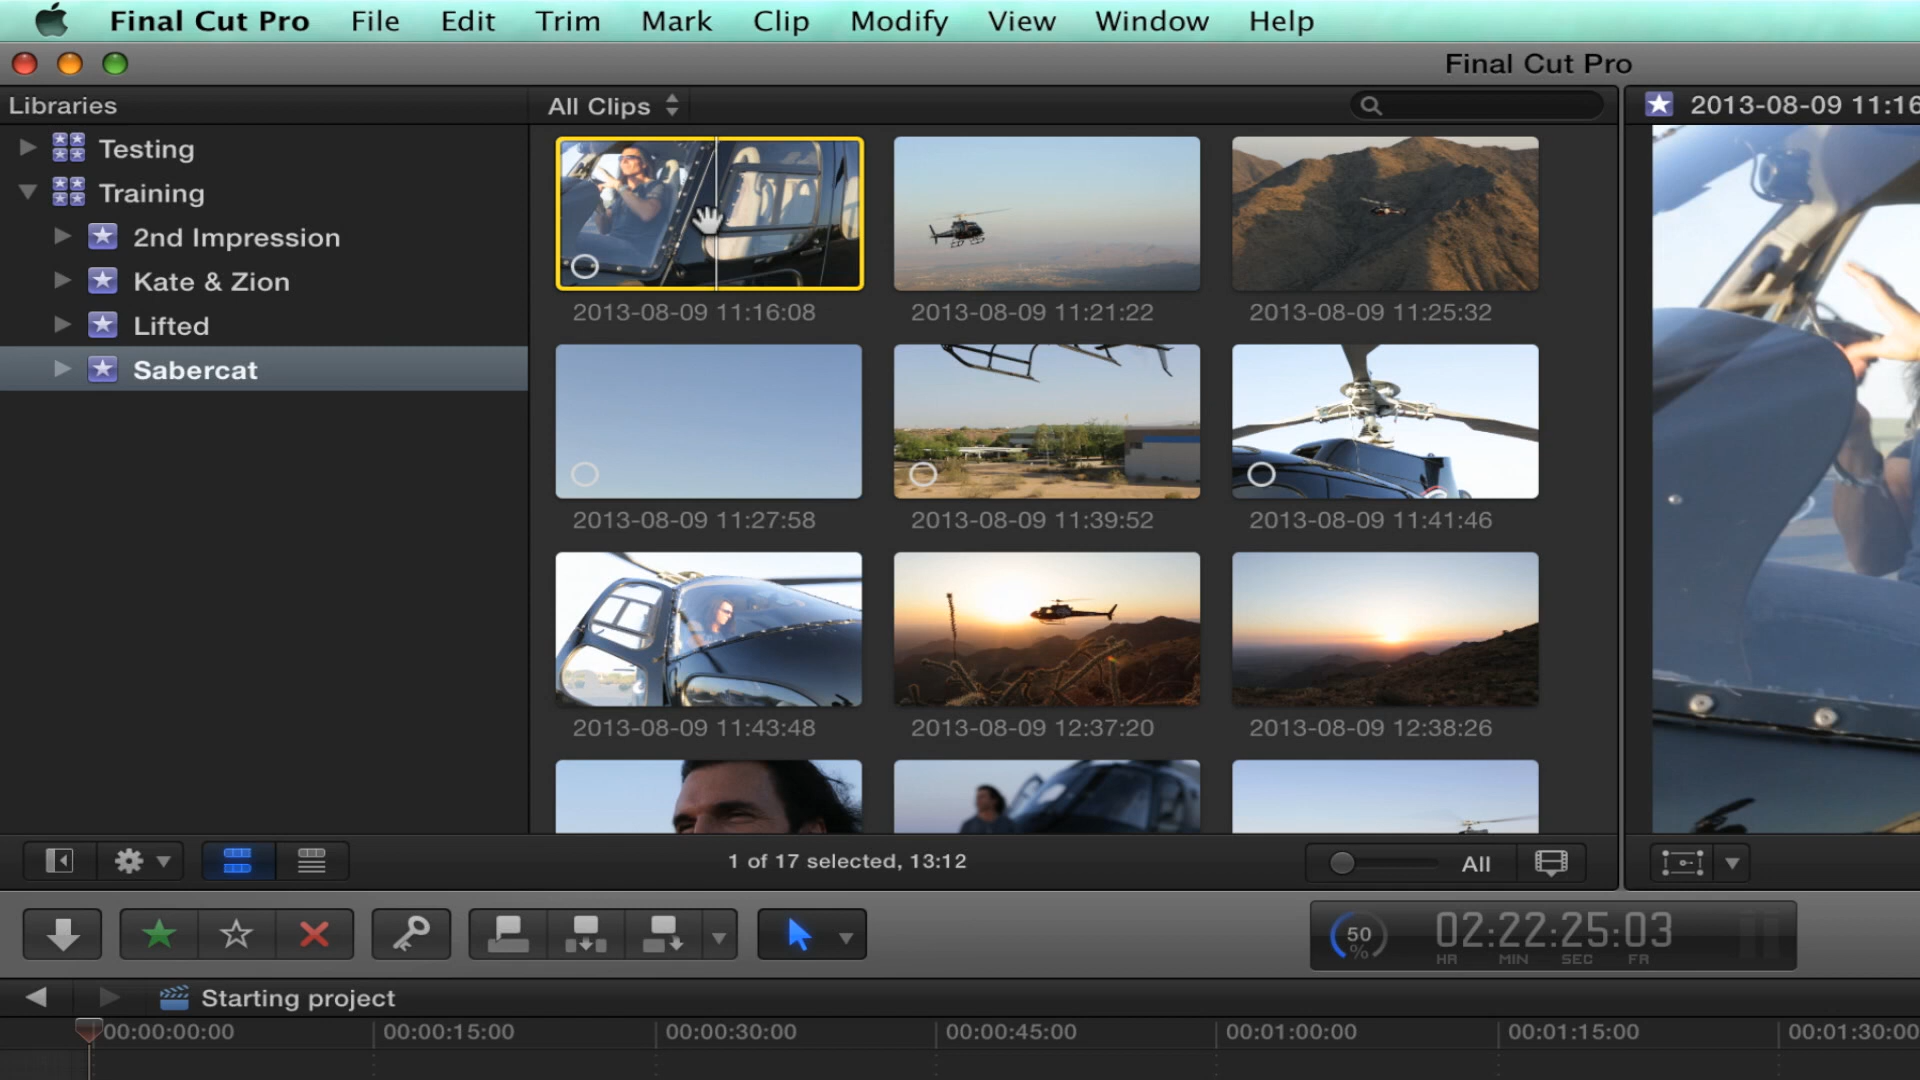 Final Cut Pro File Edit Trim Mark Clip Modify View Window Help
Final Cut Pro
Libraries
All Clips
2013-08-09 11:16
Testing
Training
2nd Impression
Kate & Zion
Lifted
Sabercat
2013-08-09 11:16:08
2013-08-09 11:21:22
2013-08-09 11:25:32
2013-08-09 11:27:58
2013-08-09 11:39:52
2013-08-09 11:41:46
2013-08-09 11:43:48
2013-08-09 12:37:20
2013-08-09 12:38:26
1 of 17 selected, 13:12
All
50
%
02:22:25:03
HR MIN SEC FR
Starting project
00:00:00:00 00:00:15:00 00:00:30:00 00:00:45:00 00:01:00:00 00:01:15:00 00:01:30:00